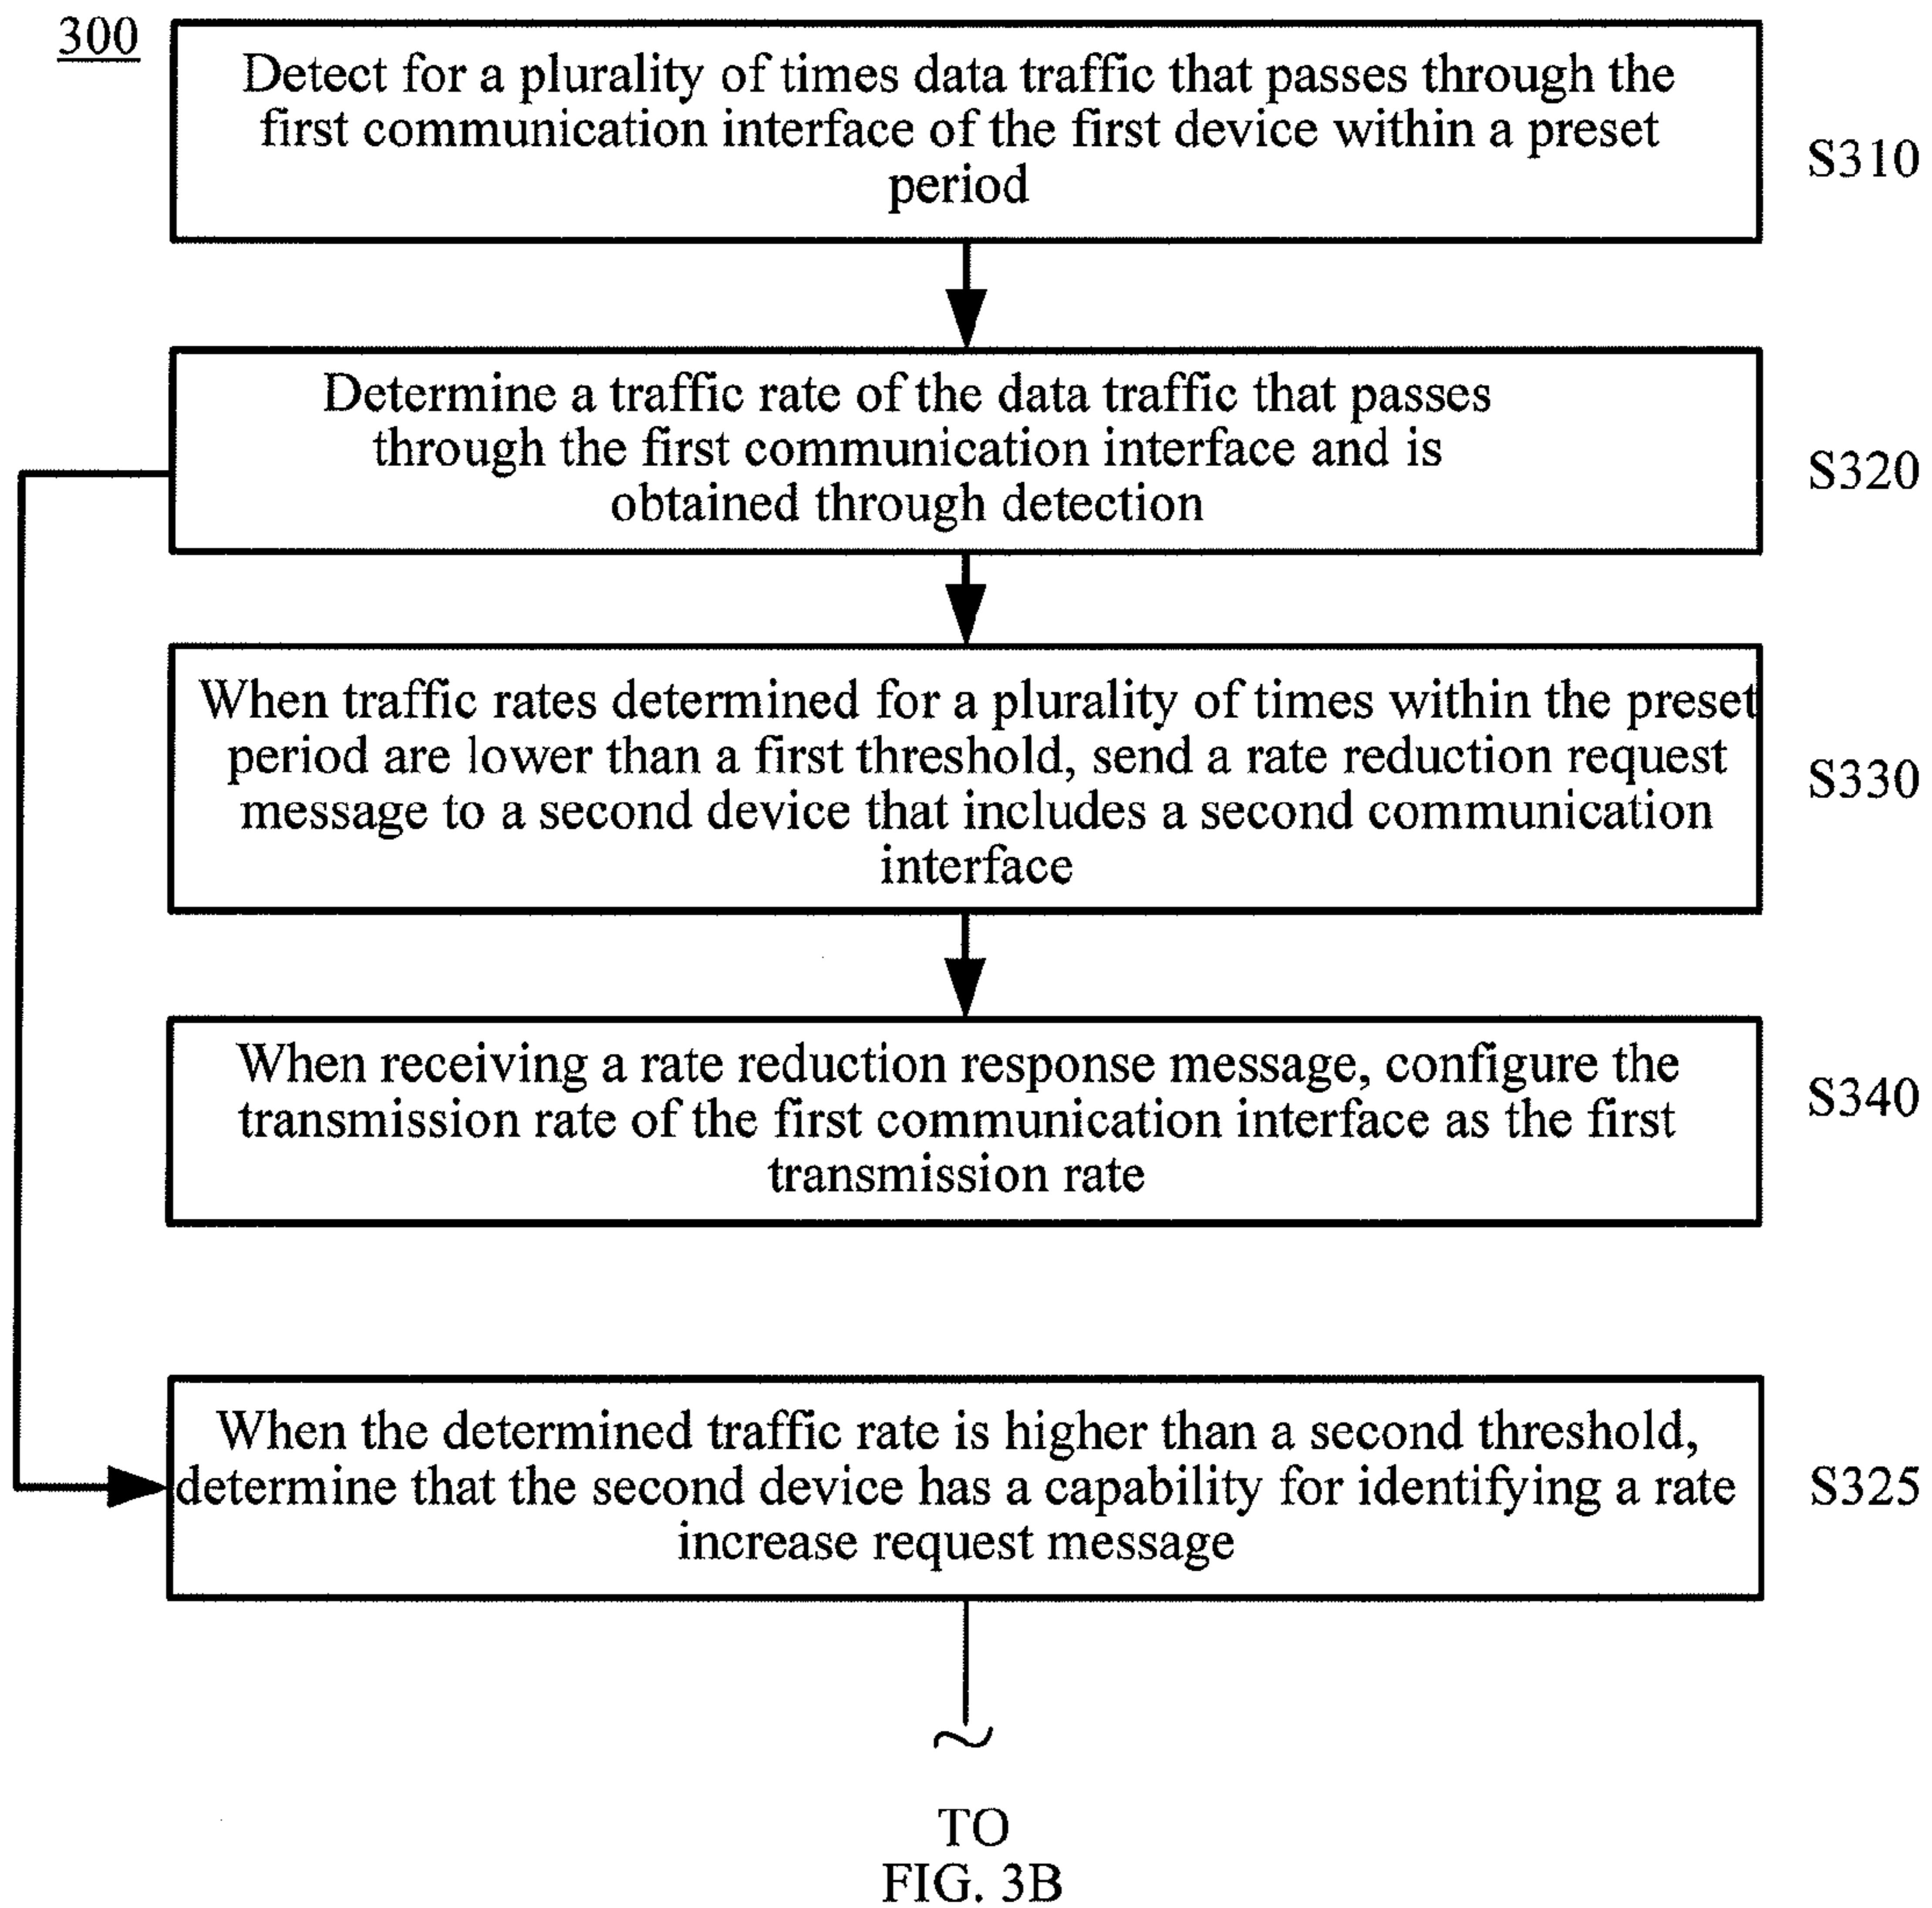 300
Detect for a plurality of times data traffic that passes through the
first communication interface of the first device within a preset
period
S310
Determine a traffic rate of the data traffic that passes
through the first communication interface and is
obtained through detection
S320
When traffic rates determined for a plurality of times within the preset
period are lower than a first threshold, send a rate reduction request
message to a second device that includes a second communication
interface
S330
When receiving a rate reduction response message, configure the
transmission rate of the first communication interface as the first
transmission rate
S340
When the determined traffic rate is higher than a second threshold,
determine that the second device has a capability for identifying a rate
increase request message
S325
TO
FIG. 3B